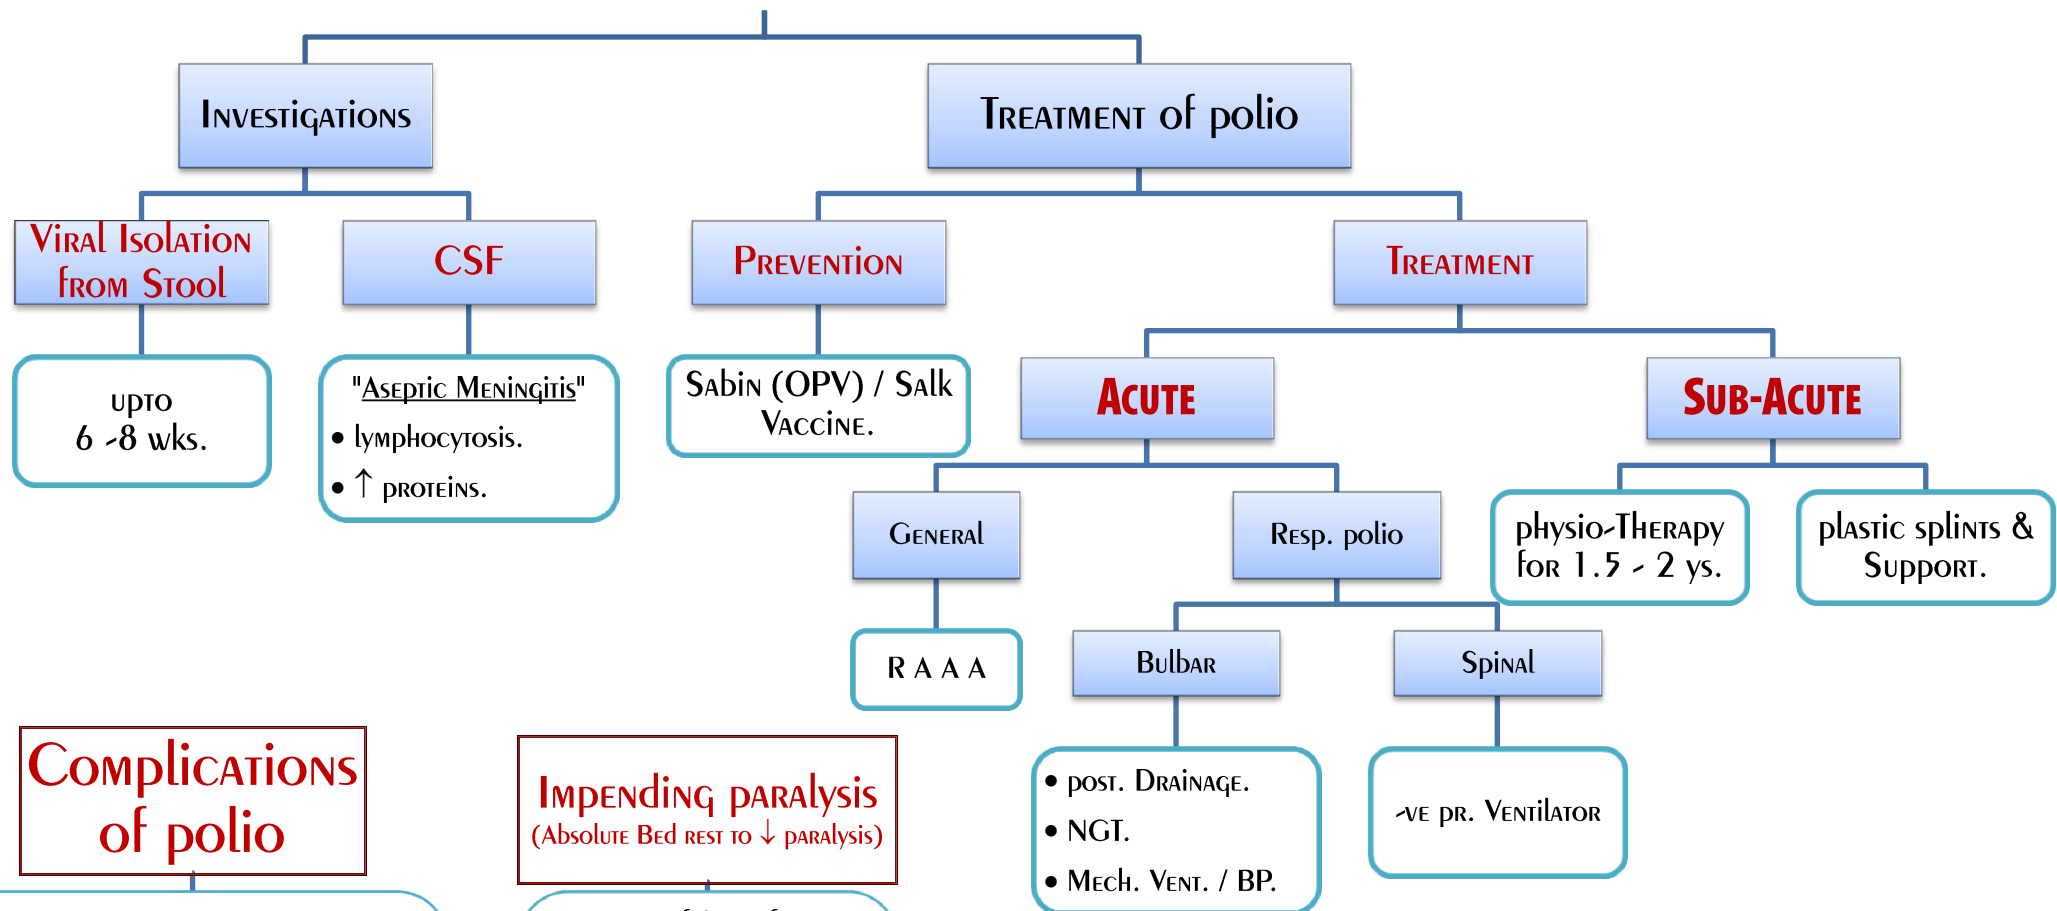 Investigations
Treatment of polio
Viral Isolation
from Stool
CSF
Prevention
Treatment
upto
6 -8 wks.
"Aseptic Meningitis"
• lymphocytosis.
• ↑ proteins.
Sabin (OPV) / Salk
Vaccine.
Acute
Sub-Acute
General
Resp. polio
physio-Therapy
for 1.5 - 2 ys.
plastic splints &
Support.
R A A A
Bulbar
Spinal
• post. Drainage.
• NGT.
• Mech. Vent. / BP.
-ve pr. Ventilator
Complications
of polio
Impending paralysis
(Absolute Bed rest to ↓ paralysis)